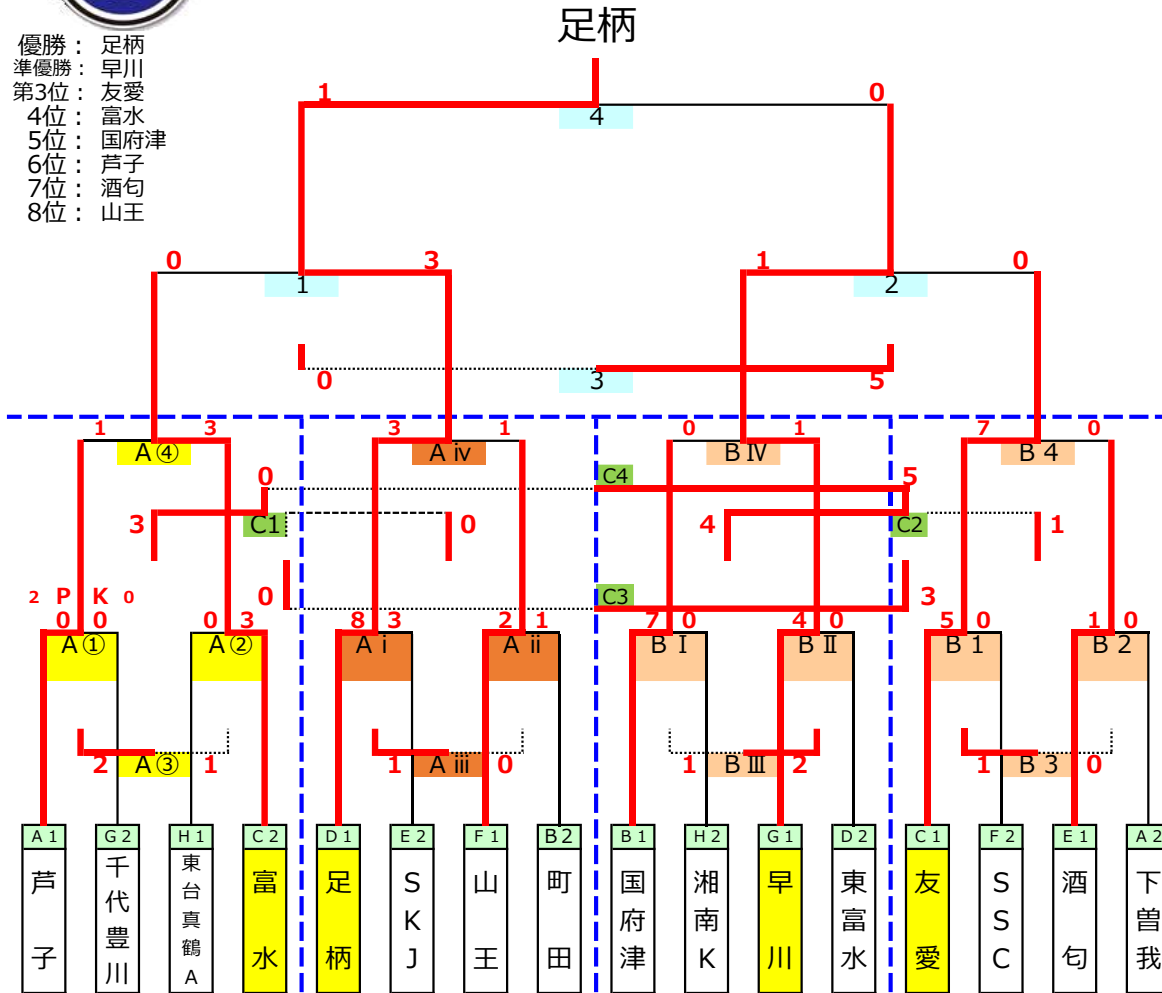 足柄
優勝： 足柄
準優勝： 早川
第3位： 友愛
4位： 富水
5位： 国府津
6位： 芦子
7位： 酒匂
8位： 山王
1 0
4
0 3 1 0
1 2
0 3 5
1 3 3 1 0 1 7 0
A④ A iv B Ⅳ B 4
0 C4 5
3 C1 0 4 C2 1
0 C3 3
2 P K 0
0 0 0 3 8 3 2 1 7 0 4 0 5 0 1 0
A① A② A i A ii B Ⅰ B Ⅱ B 1 B 2
2 A③ 1 1 A iii 0 1 B Ⅲ 2 1 B 3 0
A 1 G 2 H 1 C 2 D 1 E 2 F 1 B 2 B 1 H 2 G 1 D 2 C 1 F 2 E 1 A 2
芦子
千代豊川
東台真鶴A
富水
足柄
SKJ
山王
町田
国府津
湘南K
早川
東富水
友愛
SSC
酒匂
下曽我